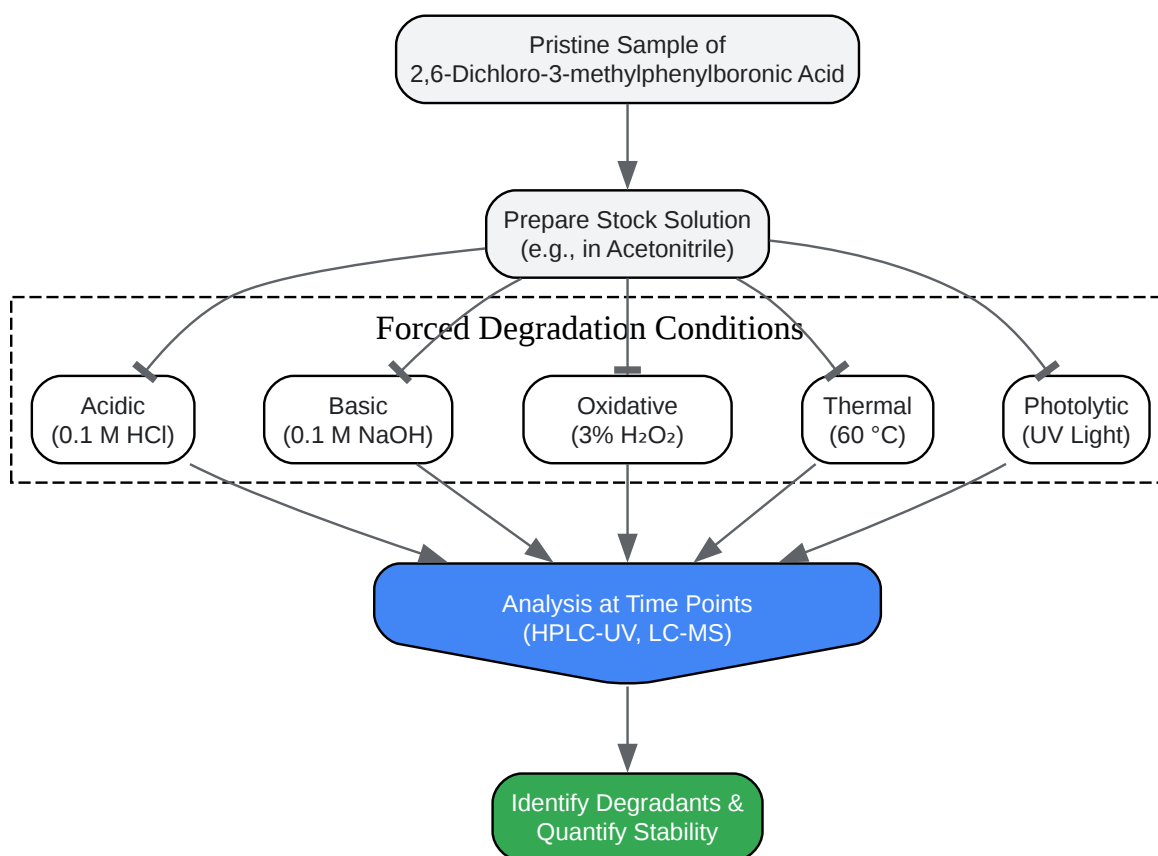 Pristine Sample of
2,6-Dichloro-3-methylphenylboronic Acid
Prepare Stock Solution
(e.g., in Acetonitrile)
Forced Degradation Conditions
Acidic
(0.1 M HCl)
Basic
(0.1 M NaOH)
Oxidative
(3% H₂O₂)
Thermal
(60 °C)
Photolytic
(UV Light)
Analysis at Time Points
(HPLC-UV, LC-MS)
Identify Degradants &
Quantify Stability